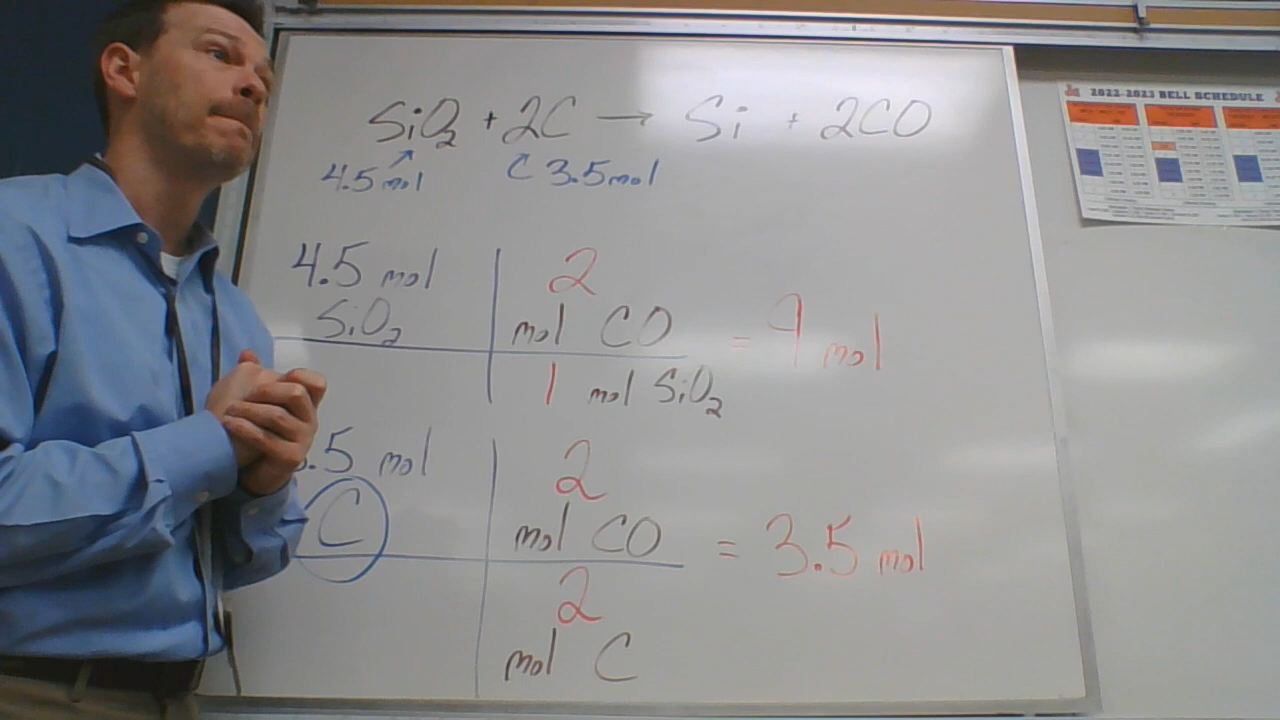 2022-2023 BELL SCHEDULE
SiO₂ + 2C → Si + 2CO
4.5 mol C 3.5 mol
4.5 mol 2
SiO₂ mol CO = 9 mol
1 mol SiO₂
.5 mol 2
C mol CO = 3.5 mol
2
mol C